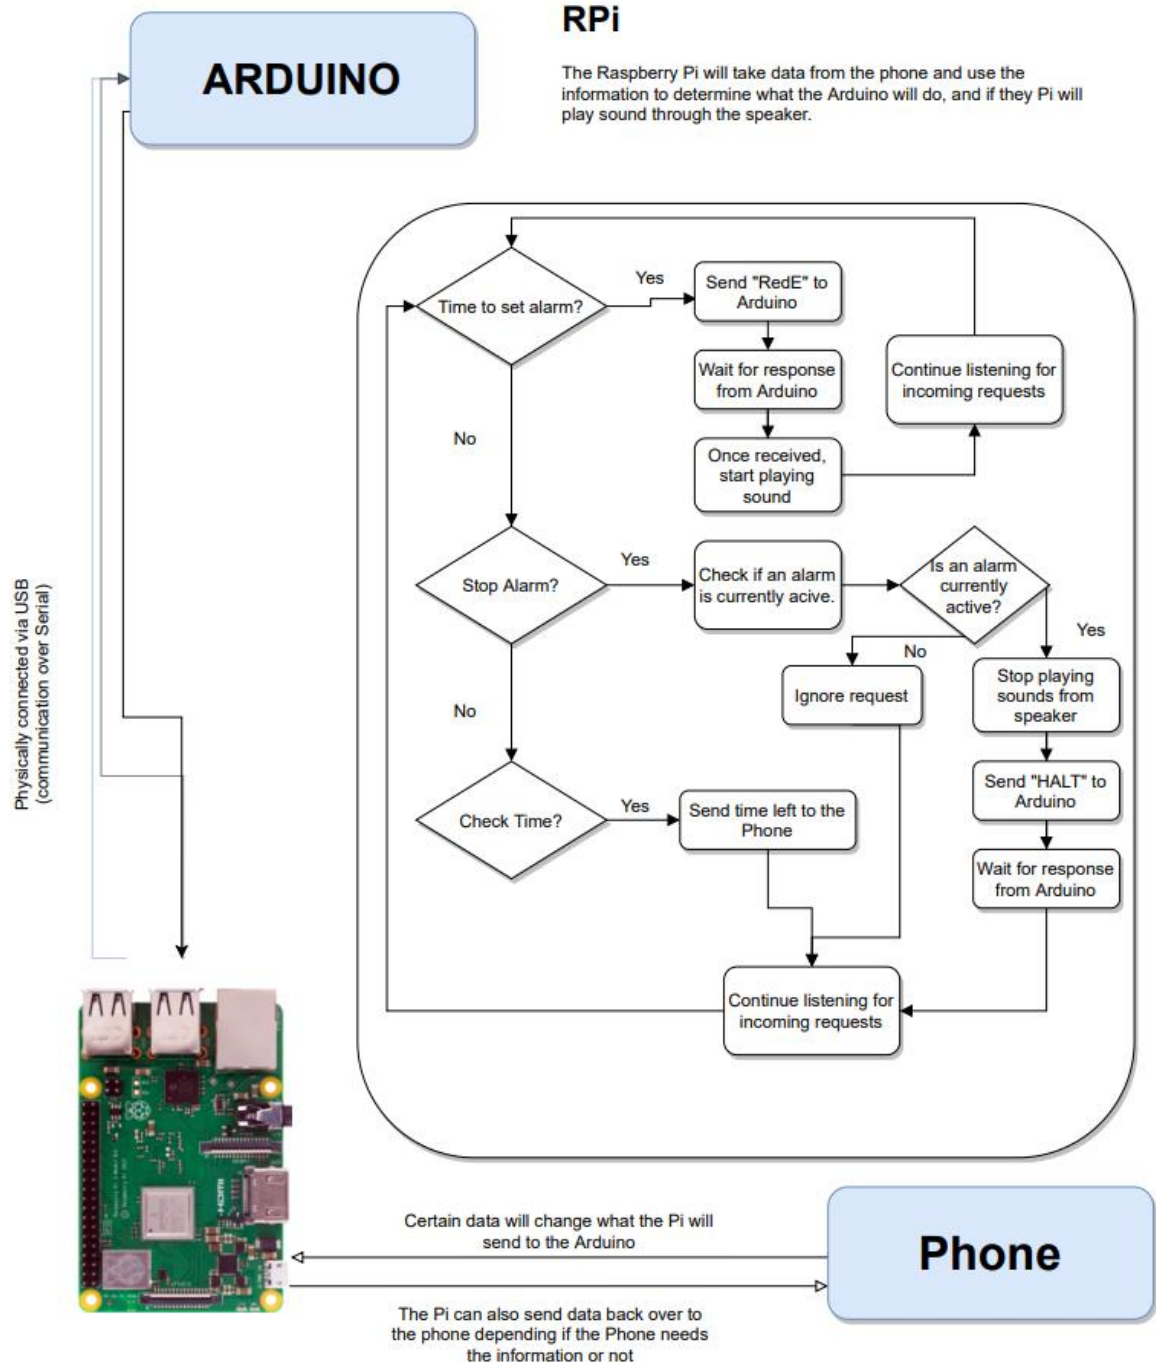 RPi
The Raspberry Pi will take data from the phone and use the
information to determine what the Arduino will do, and if they Pi will
play sound through the speaker.
ARDUINO
Physically connected via USB
(communication over Serial)
Time to set alarm?
Yes
Send "RedE" to
Arduino
Wait for response
from Arduino
Once received,
start playing
sound
Continue listening for
incoming requests
No
Stop Alarm?
Yes
Check if an alarm
is currently acive.
Is an alarm
currently
active?
No
Ignore request
Yes
Stop playing
sounds from
speaker
Send "HALT" to
Arduino
Wait for response
from Arduino
No
Check Time?
Yes
Send time left to the
Phone
Continue listening for
incoming requests
HDMI
Certain data will change what the Pi will
send to the Arduino
Phone
The Pi can also send data back over to
the phone depending if the Phone needs
the information or not